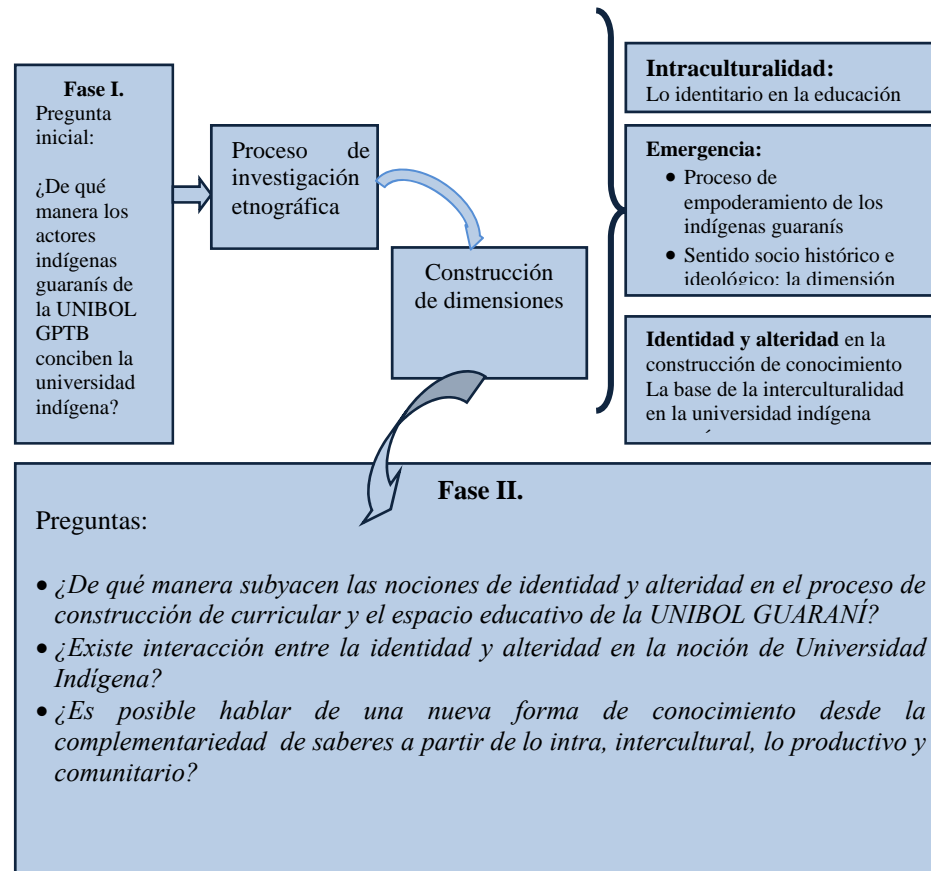 Fase I.
Pregunta
inicial:
¿De qué
manera los
actores
indígenas
guaranís de
la UNIBOL
GPTB
conciben la
universidad
indígena?
Proceso de
investigación
etnográfica
Construcción
de dimensiones
Intraculturalidad:
Lo identitario en la educación
Emergencia:
• Proceso de
empoderamiento de los
indígenas guaranís
• Sentido socio histórico e
ideológico: la dimensión
Identidad y alteridad en la
construcción de conocimiento
La base de la interculturalidad
en la universidad indígena
Fase II.
Preguntas:
• ¿De qué manera subyacen las nociones de identidad y alteridad en el proceso de
construcción de curricular y el espacio educativo de la UNIBOL GUARANÍ?
• ¿Existe interacción entre la identidad y alteridad en la noción de Universidad
Indígena?
• ¿Es posible hablar de una nueva forma de conocimiento desde la
complementariedad de saberes a partir de lo intra, intercultural, lo productivo y
comunitario?